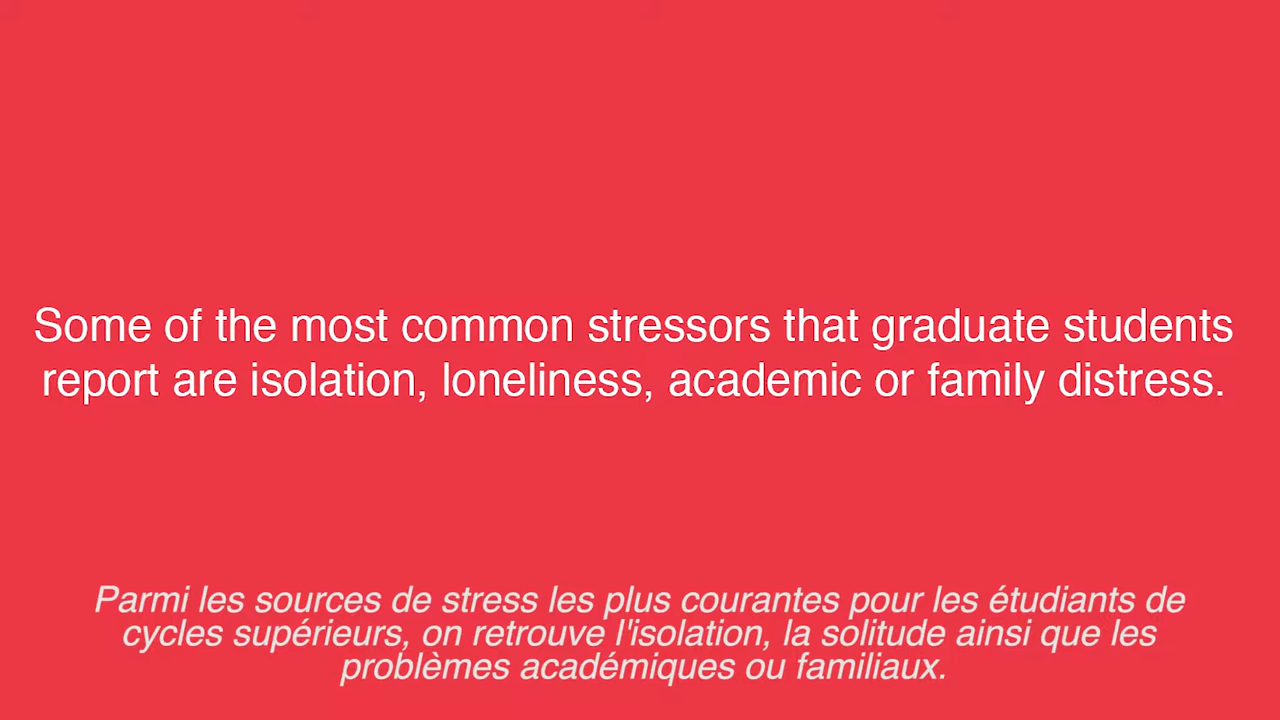 Some of the most common stressors that graduate students
report are isolation, loneliness, academic or family distress.
Parmi les sources de stress les plus courantes pour les étudiants de
cycles supérieurs, on retrouve l'isolation, la solitude ainsi que les
problèmes académiques ou familiaux.